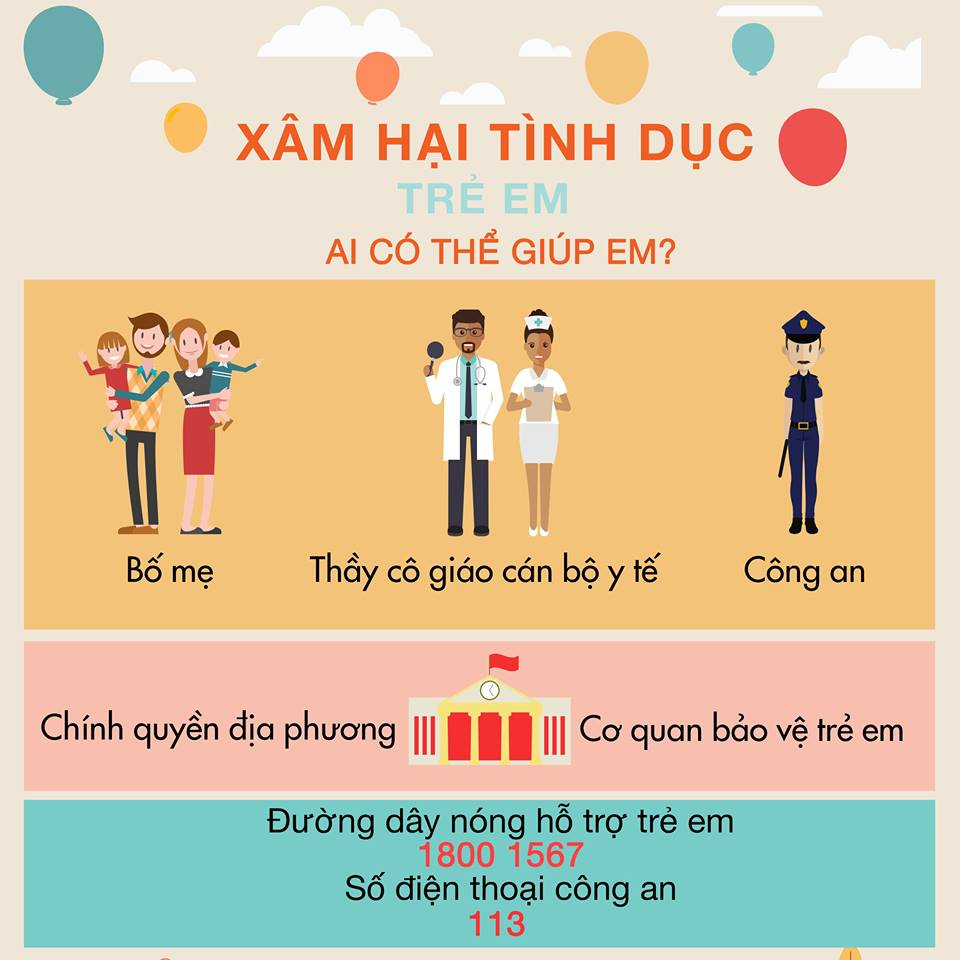 XÂM HẠI TÌNH DỤC
TRẺ EM
AI CÓ THỂ GIÚP EM?
Bố mẹ
Thầy cô giáo cán bộ y tế
Công an
Chính quyền địa phương
Cơ quan bảo vệ trẻ em
Đường dây nóng hỗ trợ trẻ em
1800 1567
Số điện thoại công an
113